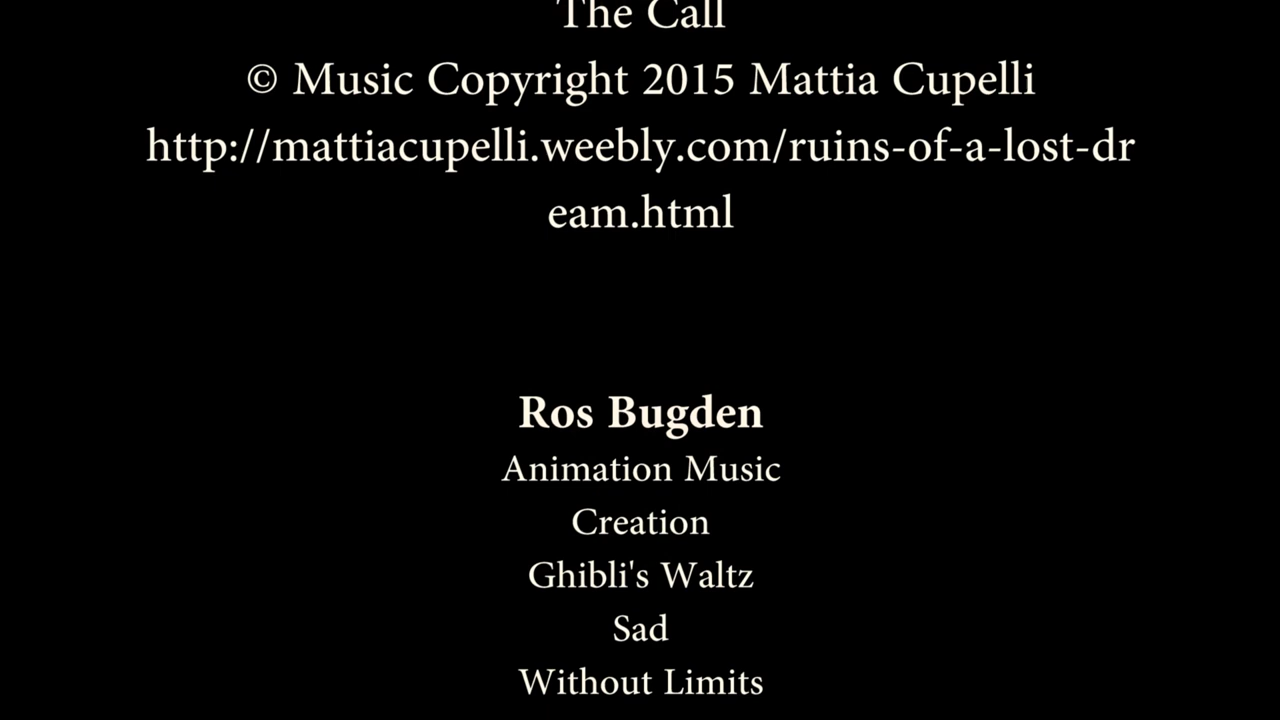 The Call
© Music Copyright 2015 Mattia Cupelli
http://mattiacupelli.weebly.com/ruins-of-a-lost-dr
eam.html
Ros Bugden
Animation Music
Creation
Ghibli's Waltz
Sad
Without Limits